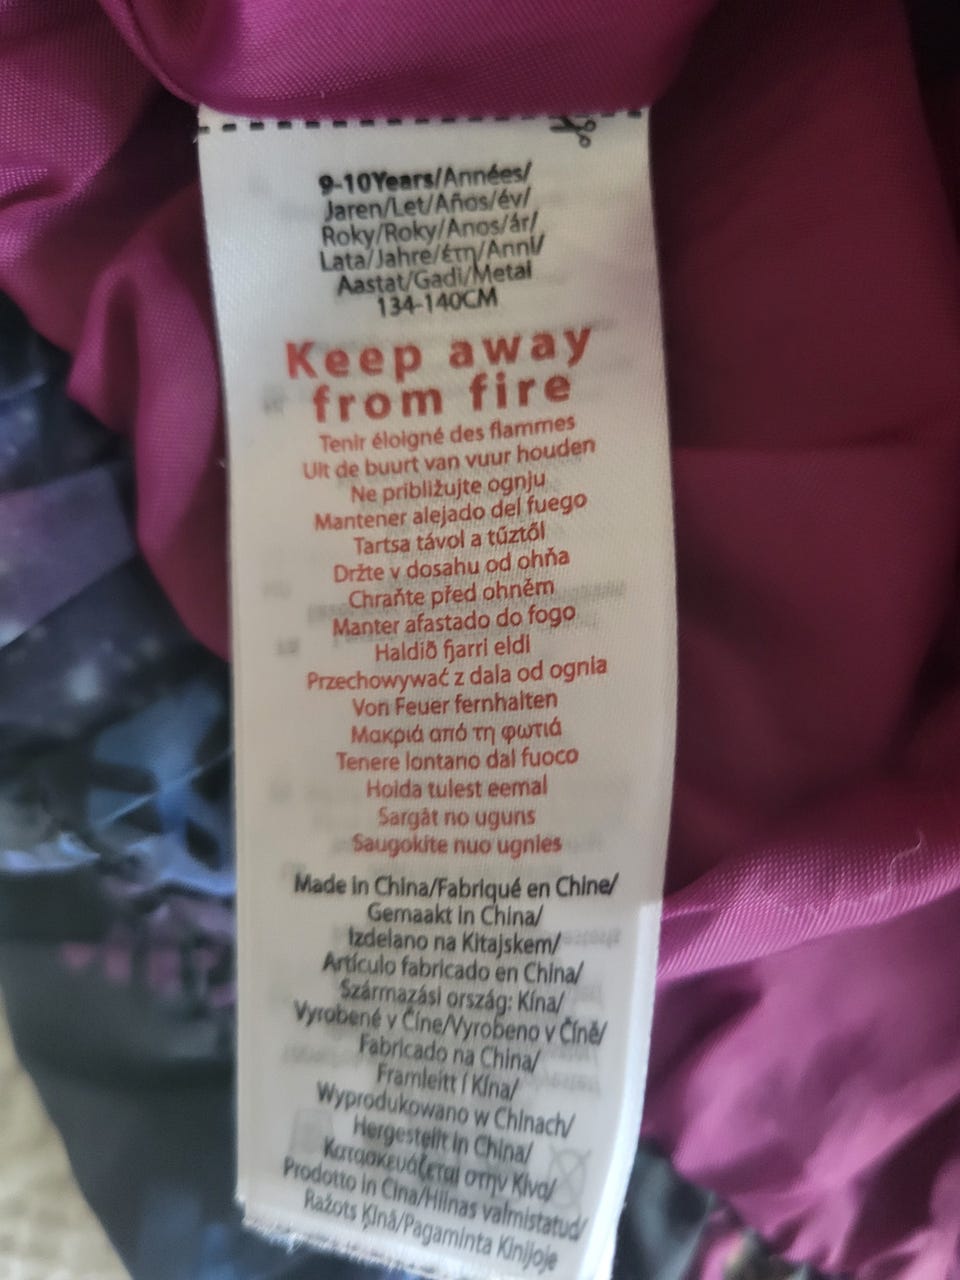 9-10Years/Années/
Jaren/Let/Años/év/
Roky/Roky/Anos/ár/
Lata/Jahre/έτη/Anni/
Aastat/Gadi/Metai
134-140CM
Keep away
from fire
Tenir éloigné des flammes
Uit de buurt van vuur houden
Ne približujte ognju
Mantener alejado del fuego
Tartsa távol a tűztől
Držte v dosahu od ohňa
Chraňte před ohněm
Manter afastado do fogo
Haldið fjarri eldi
Przechowywać z dala od ognia
Von Feuer fernhalten
Μακριά από τη φωτιά
Tenere lontano dal fuoco
Hoida tulest eemal
Sargāt no uguns
Saugokite nuo ugnies
Made in China/Fabriqué en Chine/
Gemaakt in China/
Izdelano na Kitajskem/
Artículo fabricado en China/
Származási ország: Kína/
Vyrobené v Číne/Vyrobeno v Číně/
Fabricado na China/
Framleitt í Kína/
Wyprodukowano w Chinach/
Hergestellt in China/
Κατασκευάζεται στην Κίνα/
Prodotto in Cina/Hiinas valmistatud/
Ražots Ķīnā/Pagaminta Kinijoje